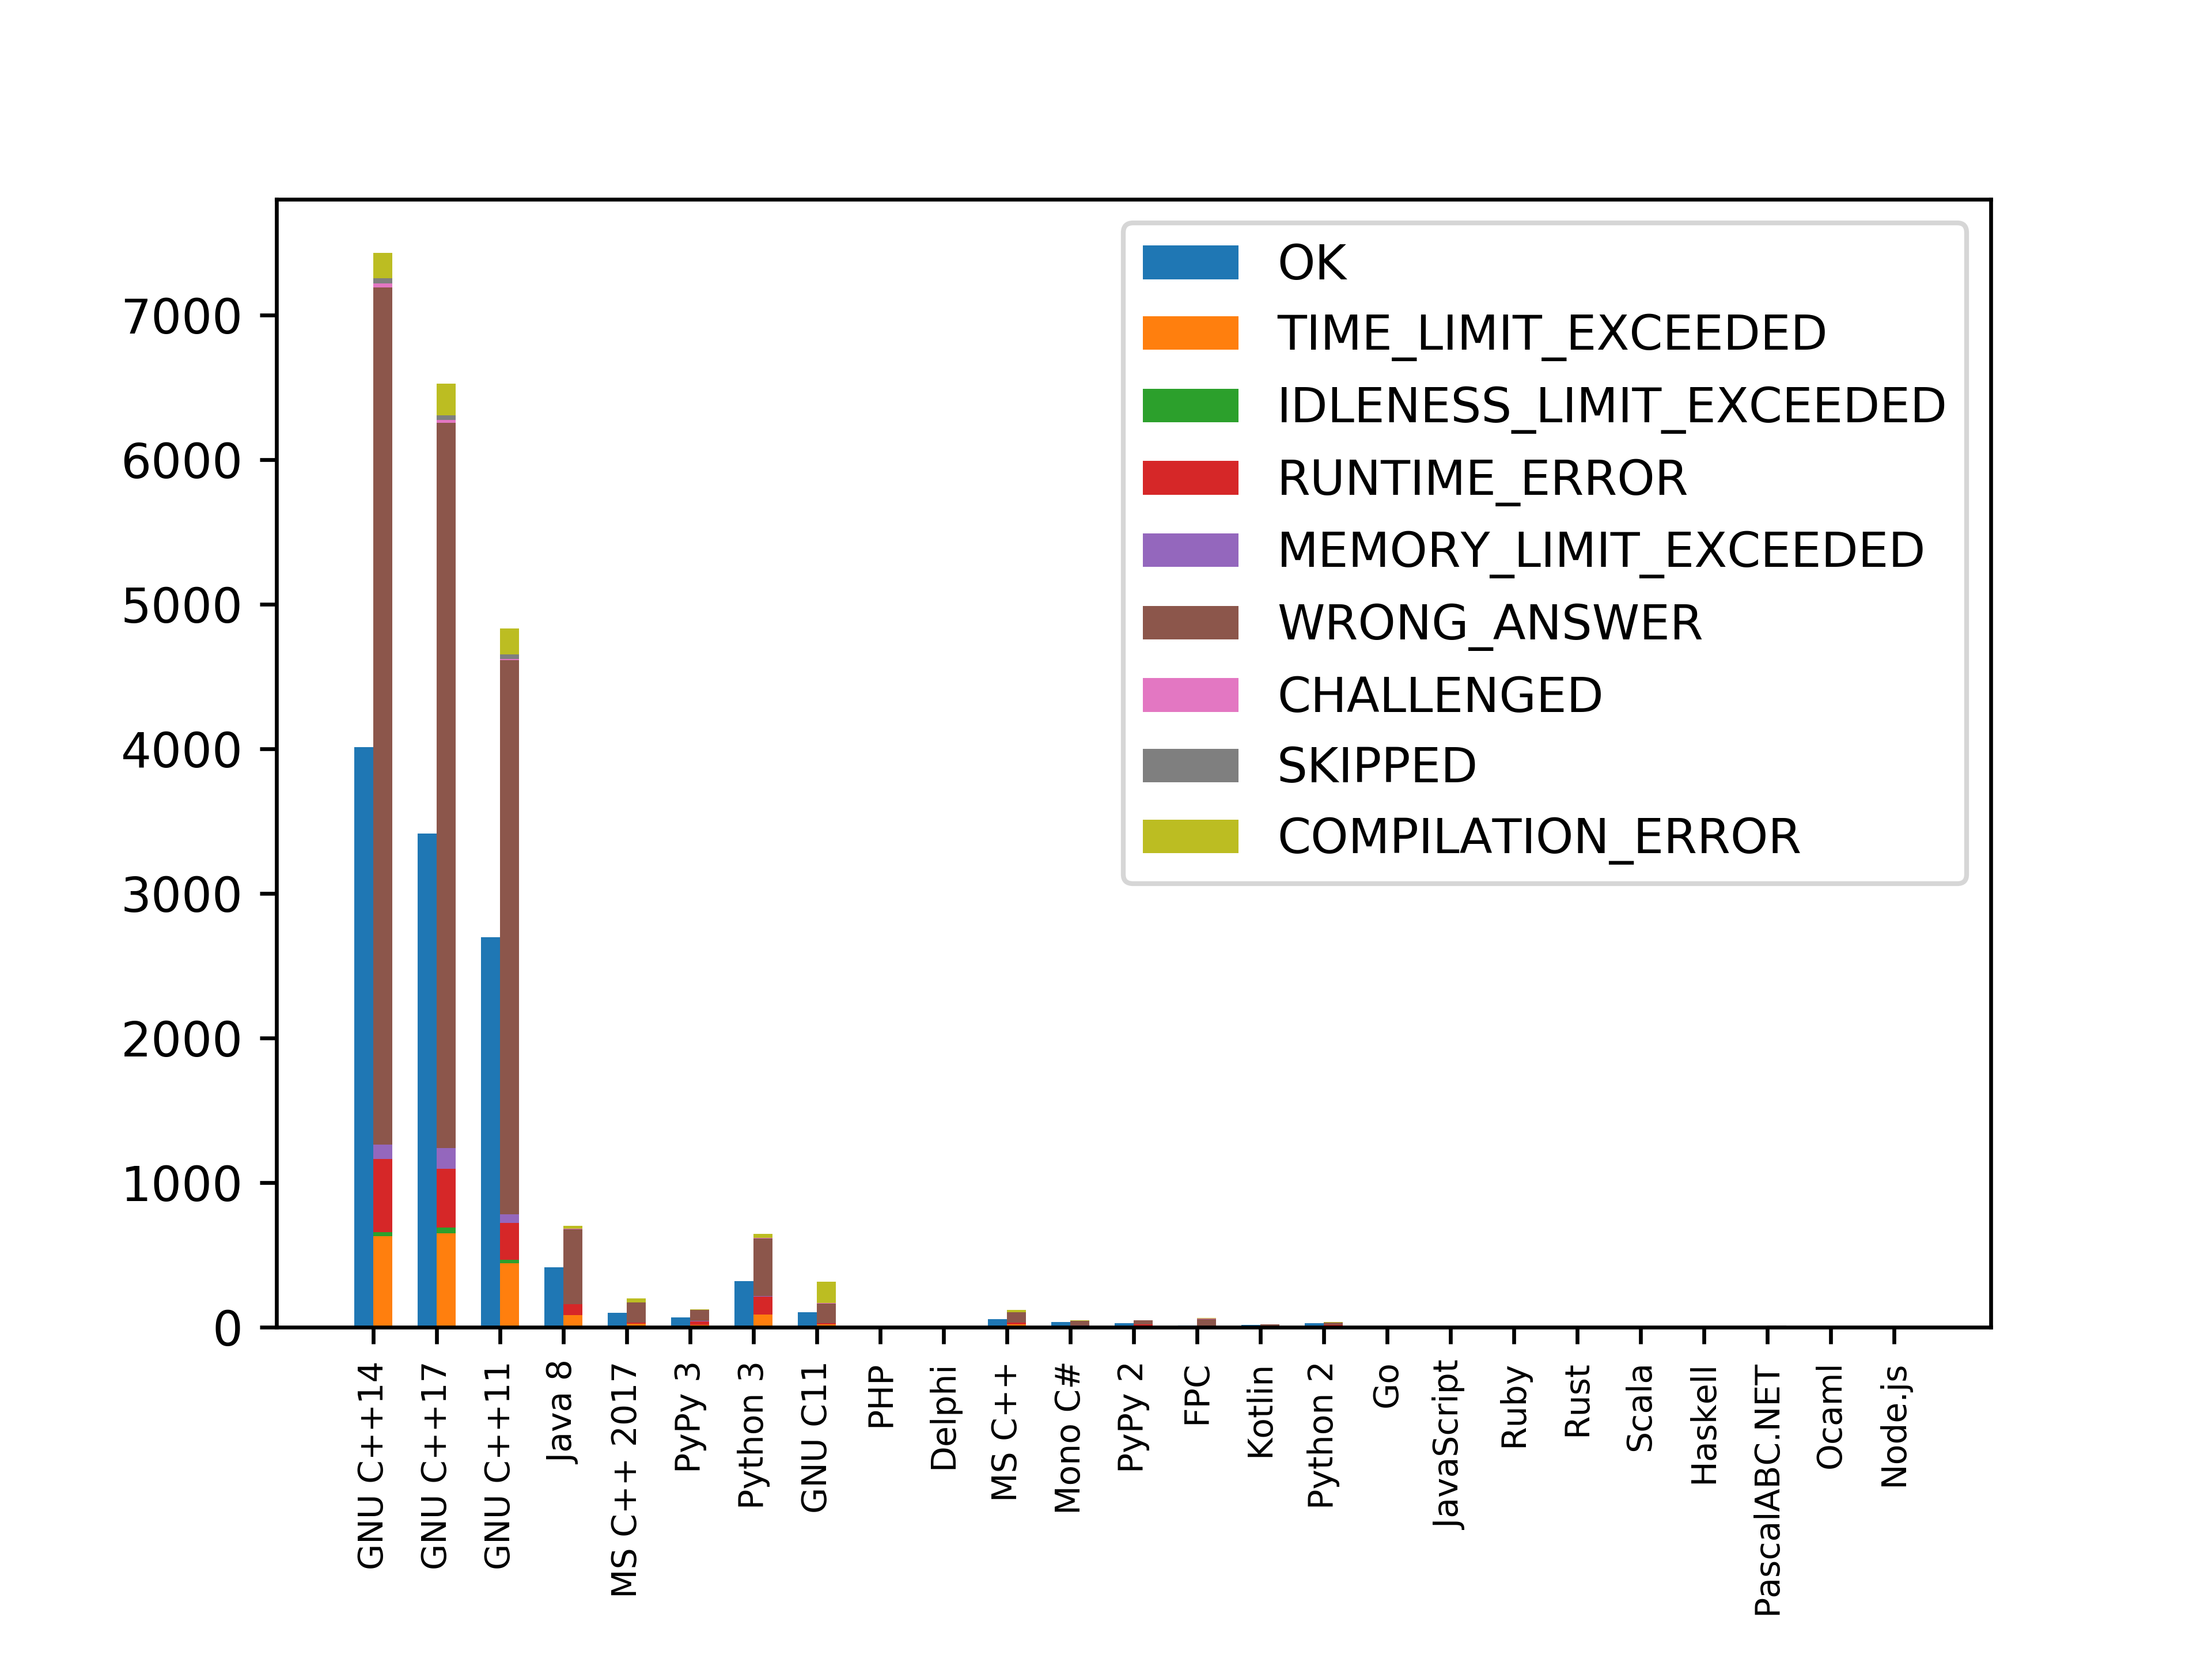 7000
6000
5000
4000
3000
2000
1000
0
OK
TIME_LIMIT_EXCEEDED
IDLENESS_LIMIT_EXCEEDED
RUNTIME_ERROR
MEMORY_LIMIT_EXCEEDED
WRONG_ANSWER
CHALLENGED
SKIPPED
COMPILATION_ERROR
GNU C++14
GNU C++17
GNU C++11
Java 8
MS C++ 2017
PyPy 3
Python 3
GNU C11
PHP
Delphi
MS C++
Mono C#
PyPy 2
FPC
Kotlin
Python 2
Go
JavaScript
Ruby
Rust
Scala
Haskell
PascalABC.NET
Ocaml
Node.js